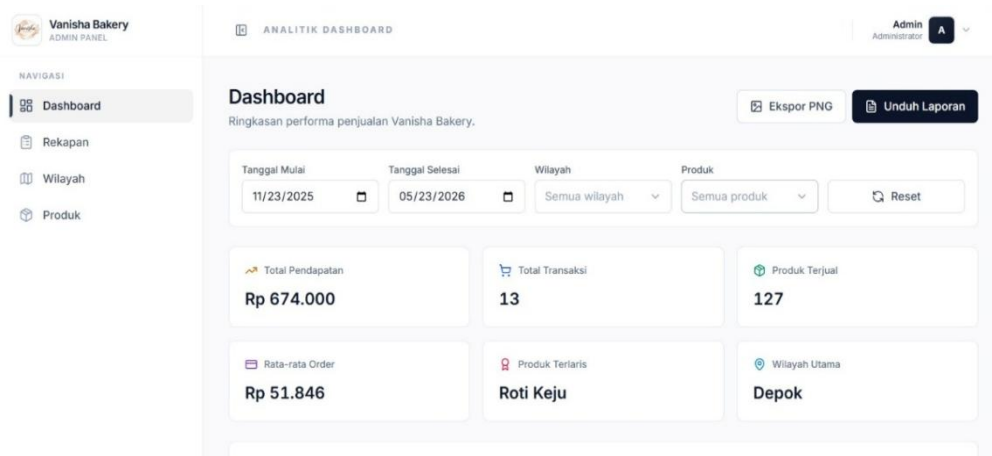 Vanisha Bakery
ADMIN PANEL
ANALITIK DASHBOARD
Admin
Administrator
A
NAVIGASI
Dashboard
Rekapan
Wilayah
Produk
Dashboard
Ringkasan performa penjualan Vanisha Bakery.
Ekspor PNG
Unduh Laporan
Tanggal Mulai
Tanggal Selesai
Wilayah
Produk
11/23/2025
05/23/2026
Semua wilayah
Semua produk
Reset
Total Pendapatan
Rp 674.000
Total Transaksi
13
Produk Terjual
127
Rata-rata Order
Rp 51.846
Produk Terlaris
Roti Keju
Wilayah Utama
Depok